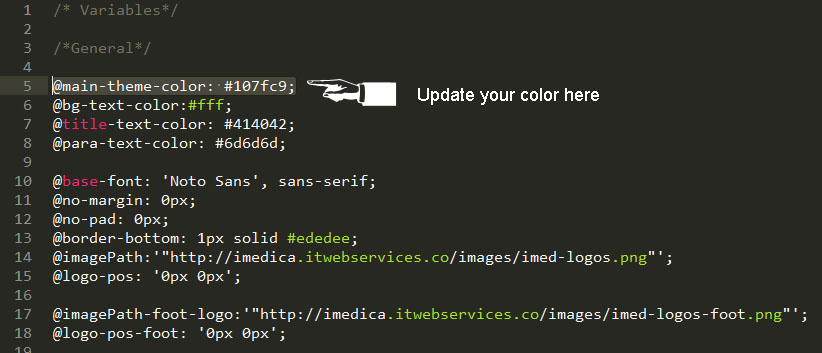 1 /* Variables*/
2
3 /*General*/
4
5 @main-theme-color: #107fc9; Update your color here
6 @bg-text-color:#fff;
7 @title-text-color: #414042;
8 @para-text-color: #6d6d6d;
9
10 @base-font: 'Noto Sans', sans-serif;
11 @no-margin: 0px;
12 @no-pad: 0px;
13 @border-bottom: 1px solid #ededee;
14 @imagePath:'"http://imedica.itwebservices.co/images/imed-logos.png"';
15 @logo-pos: '0px 0px';
16
17 @imagePath-foot-logo:'"http://imedica.itwebservices.co/images/imed-logos-foot.png"';
18 @logo-pos-foot: '0px 0px';
19